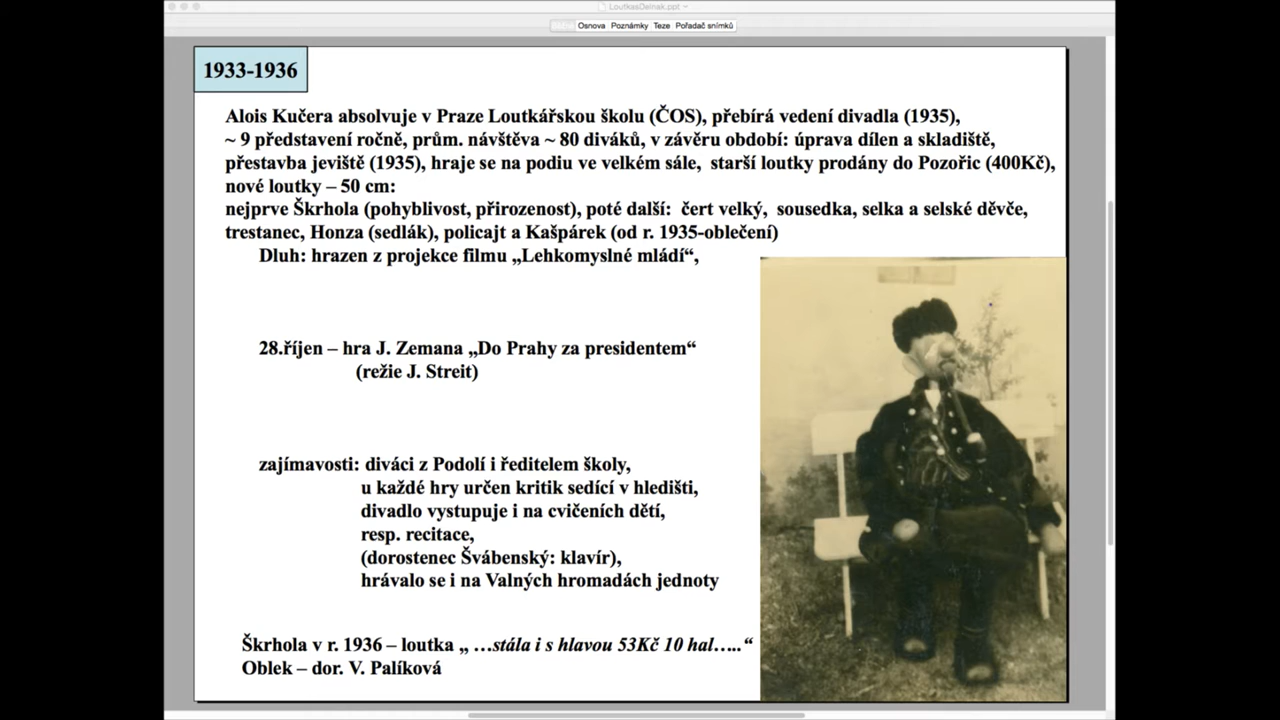 LoutkasDelnak.ppt
Osnova Poznámky Teze Pořadač snímků
1933-1936
Alois Kučera absolvuje v Praze Loutkářskou školu (ČOS), přebírá vedení divadla (1935),
~ 9 představení ročně, prům. návštěva ~ 80 diváků, v závěru období: úprava dílen a skladiště,
přestavba jeviště (1935), hraje se na podiu ve velkém sále, starší loutky prodány do Pozořic (400Kč),
nové loutky – 50 cm:
nejprve Škrhola (pohyblivost, přirozenost), poté další: čert velký, sousedka, selka a selské děvče,
trestanec, Honza (sedlák), policajt a Kašpárek (od r. 1935-oblečení)
Dluh: hrazen z projekce filmu „Lehkomyslné mládí“,
28.říjen – hra J. Zemana „Do Prahy za presidentem“
(režie J. Streit)
zajímavosti: diváci z Podolí i ředitelem školy,
u každé hry určen kritik sedící v hledišti,
divadlo vystupuje i na cvičeních dětí,
resp. recitace,
(dorostenec Švábenský: klavír),
hrávalo se i na Valných hromadách jednoty
Škrhola v r. 1936 – loutka „ …stála i s hlavou 53Kč 10 hal…..“
Oblek – dor. V. Palíková